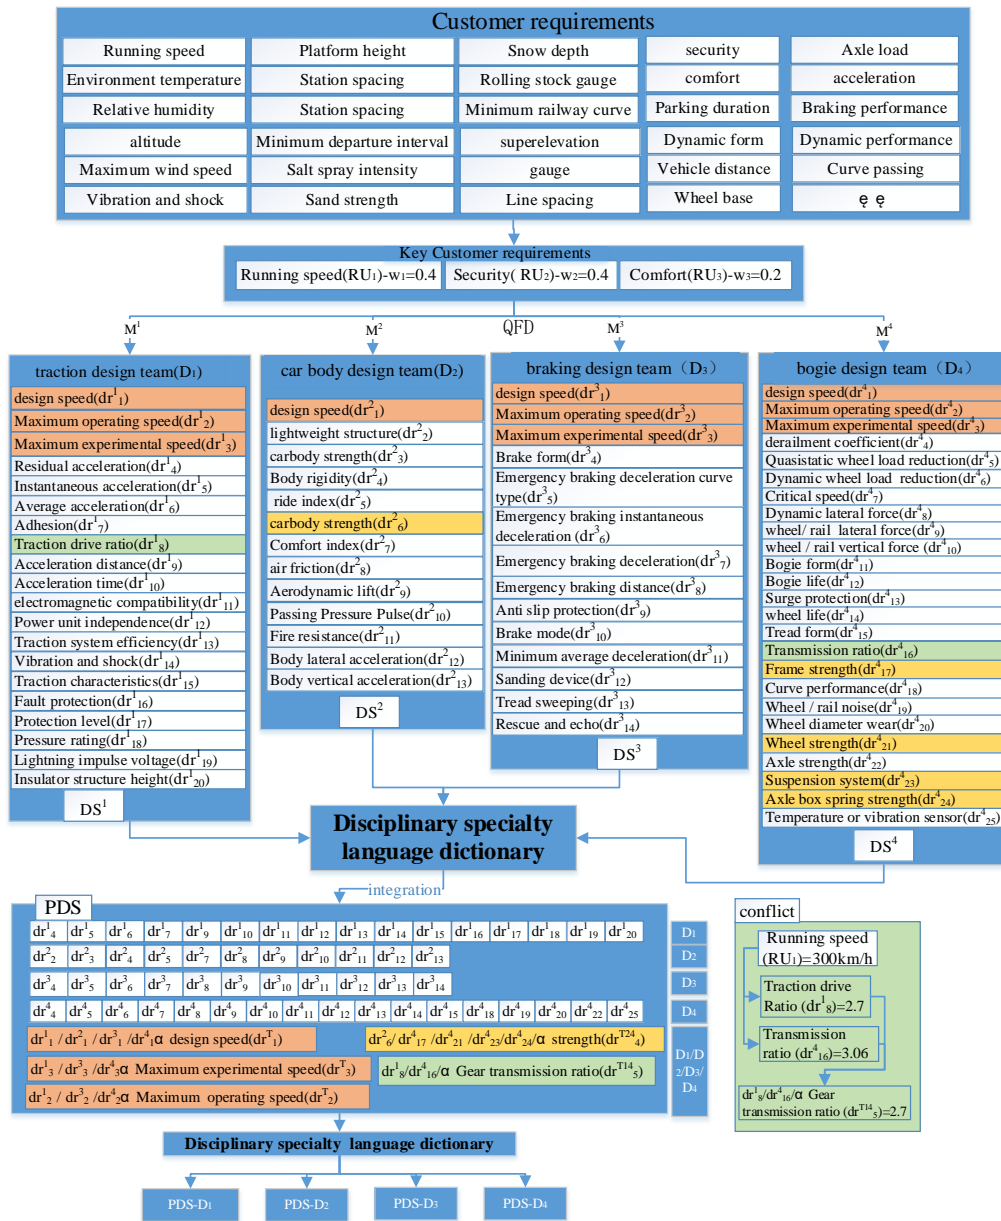 Customer requirements
Running speed Platform height Snow depth security Axle load
Environment temperature Station spacing Rolling stock gauge comfort acceleration
Relative humidity Station spacing Minimum railway curve Parking duration Braking performance
altitude Minimum departure interval superelevation Dynamic form Dynamic performance
Maximum wind speed Salt spray intensity gauge Vehicle distance Curve passing
Vibration and shock Sand strength Line spacing Wheel base ę ę
Key Customer requirements
Running speed(RU₁)-w₁=0.4 Security( RU₂)-w₂=0.4 Comfort(RU₃)-w₃=0.2
M¹ M² QFD M³ M⁴
traction design team(D₁)
design speed(dr¹₁)
Maximum operating speed(dr¹₂)
Maximum experimental speed(dr¹₃)
Residual acceleration(dr¹₄)
Instantaneous acceleration(dr¹₅)
Average acceleration(dr¹₆)
Adhesion(dr¹₇)
Traction drive ratio(dr¹₈)
Acceleration distance(dr¹₉)
Acceleration time(dr¹₁₀)
electromagnetic compatibility(dr¹₁₁)
Power unit independence(dr¹₁₂)
Traction system efficiency(dr¹₁₃)
Vibration and shock(dr¹₁₄)
Traction characteristics(dr¹₁₅)
Fault protection(dr¹₁₆)
Protection level(dr¹₁₇)
Pressure rating(dr¹₁₈)
Lightning impulse voltage(dr¹₁₉)
Insulator structure height(dr¹₂₀)
DS¹
car body design team(D₂)
design speed(dr²₁)
lightweight structure(dr²₂)
carbody strength(dr²₃)
Body rigidity(dr²₄)
ride index(dr²₅)
carbody strength(dr²₆)
Comfort index(dr²₇)
air friction(dr²₈)
Aerodynamic lift(dr²₉)
Passing Pressure Pulse(dr²₁₀)
Fire resistance(dr²₁₁)
Body lateral acceleration(dr²₁₂)
Body vertical acceleration(dr²₁₃)
DS²
braking design team（D₃）
design speed(dr³₁)
Maximum operating speed(dr³₂)
Maximum experimental speed(dr³₃)
Brake form(dr³₄)
Emergency braking deceleration curve
type(dr³₅)
Emergency braking instantaneous
deceleration (dr³₆)
Emergency braking deceleration(dr³₇)
Emergency braking distance(dr³₈)
Anti slip protection(dr³₉)
Brake mode(dr³₁₀)
Minimum average deceleration(dr³₁₁)
Sanding device(dr³₁₂)
Tread sweeping(dr³₁₃)
Rescue and echo(dr³₁₄)
DS³
bogie design team（D₄）
design speed(dr⁴₁)
Maximum operating speed(dr⁴₂)
Maximum experimental speed(dr⁴₃)
derailment coefficient(dr⁴₄)
Quasistatic wheel load reduction(dr⁴₅)
Dynamic wheel load reduction(dr⁴₆)
Critical speed(dr⁴₇)
Dynamic lateral force(dr⁴₈)
wheel/ rail lateral force(dr⁴₉)
wheel / rail vertical force (dr⁴₁₀)
Bogie form(dr⁴₁₁)
Bogie life(dr⁴₁₂)
Surge protection(dr⁴₁₃)
wheel life(dr⁴₁₄)
Tread form(dr⁴₁₅)
Transmission ratio(dr⁴₁₆)
Frame strength(dr⁴₁₇)
Curve performance(dr⁴₁₈)
Wheel / rail noise(dr⁴₁₉)
Wheel diameter wear(dr⁴₂₀)
Wheel strength(dr⁴₂₁)
Axle strength(dr⁴₂₂)
Suspension system(dr⁴₂₃)
Axle box spring strength(dr⁴₂₄)
Temperature or vibration sensor(dr⁴₂₅)
DS⁴
Disciplinary specialty
language dictionary
integration
PDS
dr¹₄ dr¹₅ dr¹₆ dr¹₇ dr¹₉ dr¹₁₀ dr¹₁₁ dr¹₁₂ dr¹₁₃ dr¹₁₄ dr¹₁₅ dr¹₁₆ dr¹₁₇ dr¹₁₈ dr¹₁₉ dr¹₂₀ D₁
dr²₂ dr²₃ dr²₄ dr²₅ dr²₇ dr²₈ dr²₉ dr²₁₀ dr²₁₁ dr²₁₂ dr²₁₃ D₂
dr³₄ dr³₅ dr³₆ dr³₇ dr³₈ dr³₉ dr³₁₀ dr³₁₁ dr³₁₂ dr³₁₃ dr³₁₄ D₃
dr⁴₄ dr⁴₅ dr⁴₆ dr⁴₇ dr⁴₈ dr⁴₉ dr⁴₁₀ dr⁴₁₁ dr⁴₁₂ dr⁴₁₃ dr⁴₁₄ dr⁴₁₅ dr⁴₁₈ dr⁴₁₉ dr⁴₂₀ dr⁴₂₂ dr⁴₂₅ D₄
dr¹₁ / dr²₁ / dr³₁ / dr⁴₁α design speed(drᵀ₁) dr²₆/dr⁴₁₇ /dr⁴₂₁ /dr⁴₂₃/dr⁴₂₄/α strength(drᵀ²⁴₄)
dr¹₃ / dr³₃ / dr⁴₃α Maximum experimental speed(drᵀ₃) dr¹₈/dr⁴₁₆/α Gear transmission ratio(drᵀ¹⁴₅)
dr¹₂ / dr³₂ / dr⁴₂α Maximum operating speed(drᵀ₂)
D₁/D
₂/D₃/
D₄
conflict
Running speed
(RU₁)=300km/h
Traction drive
Ratio (dr¹₈)=2.7
Transmission
ratio (dr⁴₁₆)=3.06
dr¹₈/dr⁴₁₆/α Gear
transmission ratio (drᵀ¹⁴₅)=2.7
Disciplinary specialty language dictionary
PDS-D₁ PDS-D₂ PDS-D₃ PDS-D₄